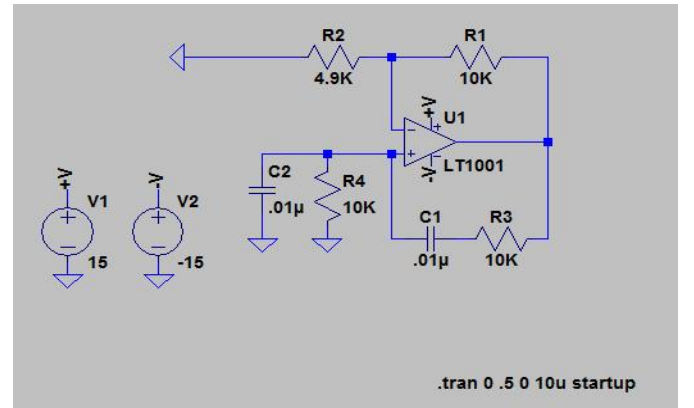 R2
4.9K
R1
10K
+V
U1
LT1001
-V
C2
.01µ
R4
10K
C1
.01µ
R3
10K
+V
V1
15
-V
V2
-15
.tran 0 .5 0 10u startup